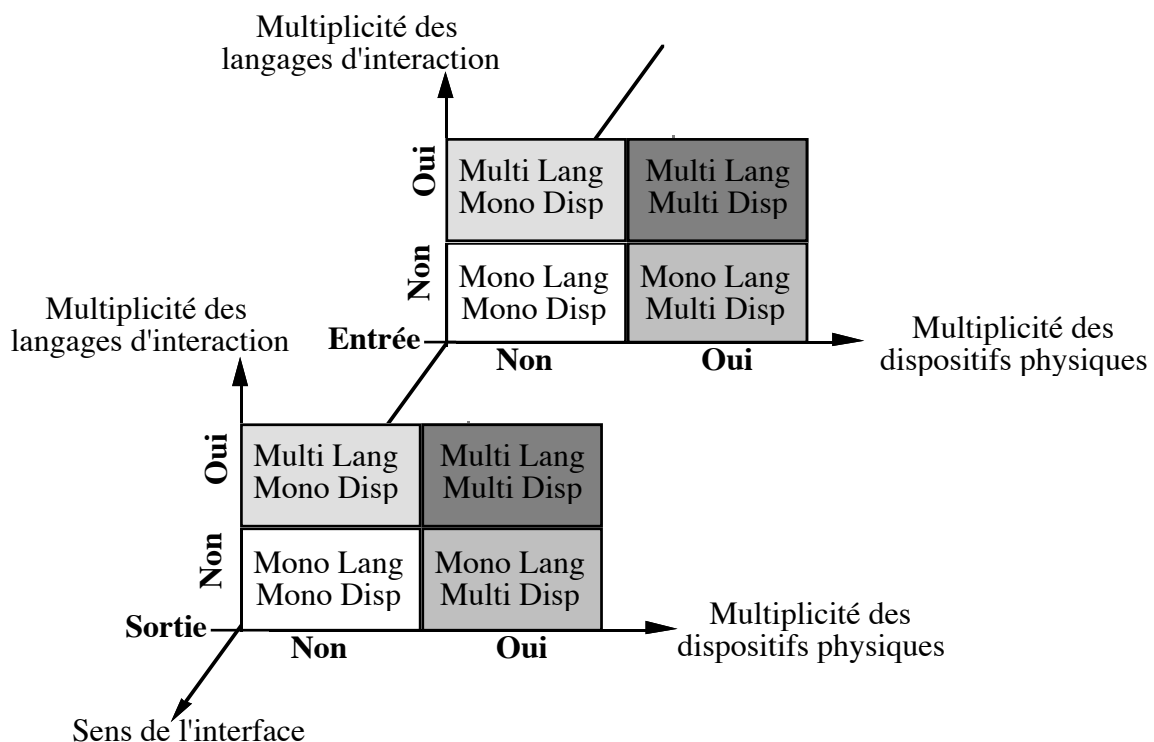 Multiplicité des
langages d'interaction
Oui
Multi Lang
Mono Disp
Multi Lang
Multi Disp
Non
Mono Lang
Mono Disp
Mono Lang
Multi Disp
Entrée
Non
Oui
Multiplicité des
dispositifs physiques
Multiplicité des
langages d'interaction
Oui
Multi Lang
Mono Disp
Multi Lang
Multi Disp
Non
Mono Lang
Mono Disp
Mono Lang
Multi Disp
Sortie
Non
Oui
Multiplicité des
dispositifs physiques
Sens de l'interface